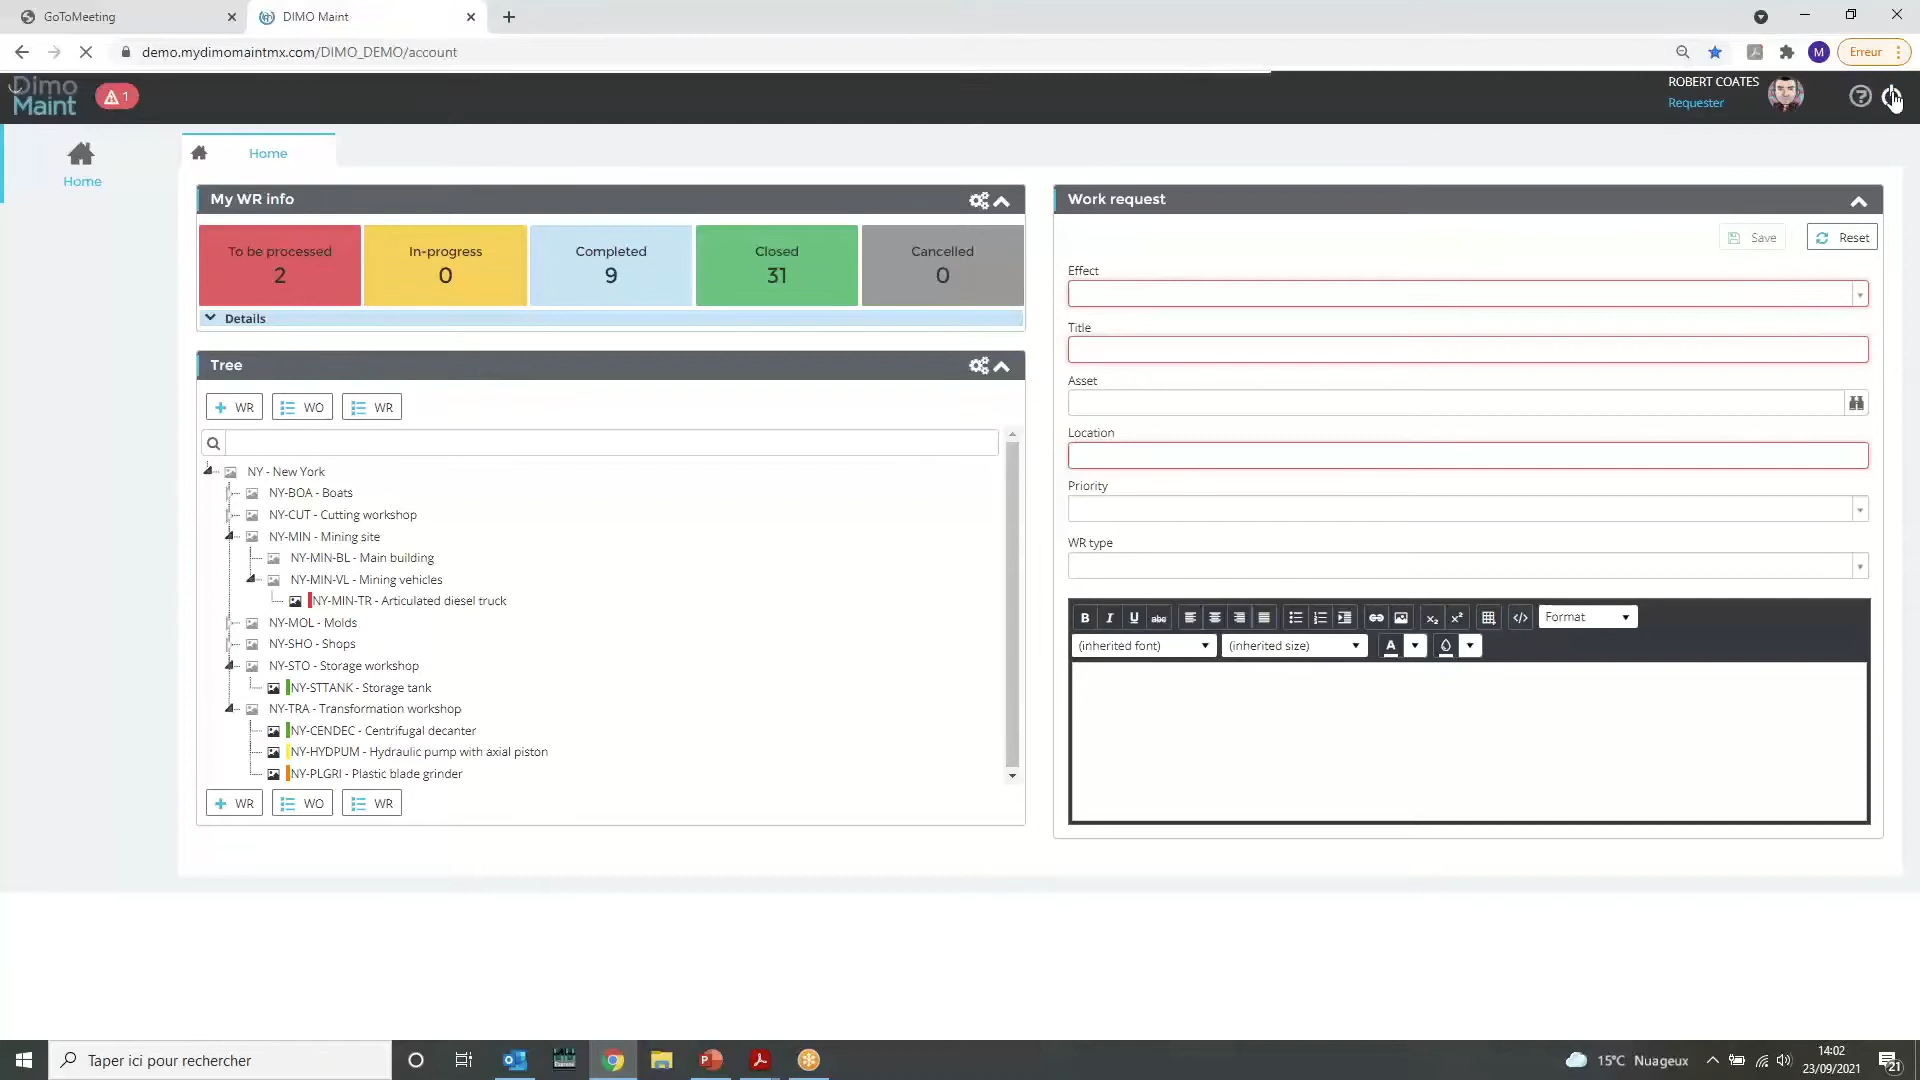 GoToMeeting
DIMO Maint
demo.mydimomaintmx.com/DIMO_DEMO/account
M
Erreur
Dimo
Maint
1
ROBERT COATES
Requester
Home
Home
My WR info
To be processed
2
In-progress
0
Completed
9
Closed
31
Cancelled
0
Details
Tree
WR
WO
WR
NY - New York
NY-BOA - Boats
NY-CUT - Cutting workshop
NY-MIN - Mining site
NY-MIN-BL - Main building
NY-MIN-VL - Mining vehicles
NY-MIN-TR - Articulated diesel truck
NY-MOL - Molds
NY-SHO - Shops
NY-STO - Storage workshop
NY-STTANK - Storage tank
NY-TRA - Transformation workshop
NY-CENDEC - Centrifugal decanter
NY-HYDPUM - Hydraulic pump with axial piston
NY-PLGRI - Plastic blade grinder
WR
WO
WR
Work request
Save
Reset
Effect
Title
Asset
Location
Priority
WR type
B I U abc
Format
(inherited font)
(inherited size)
A
Taper ici pour rechercher
15°C Nuageux
14:02
23/09/2021
21